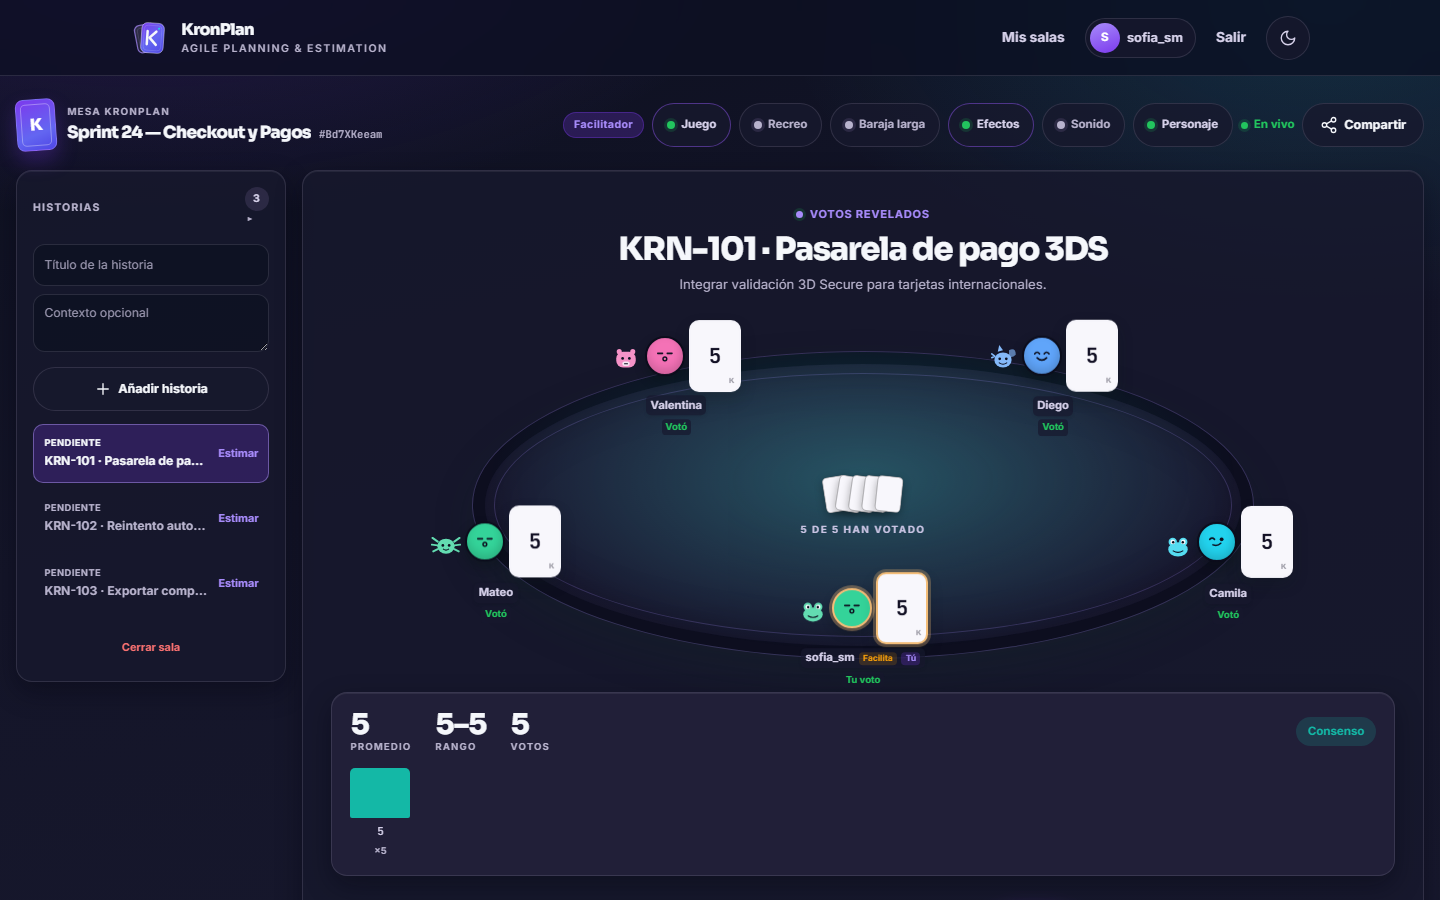 KronPlan
AGILE PLANNING & ESTIMATION
Mis salas
S
sofia_sm
Salir
K
MESA KRONPLAN
Sprint 24 — Checkout y Pagos #Bd7XKeeam
Facilitador
Juego
Recreo
Baraja larga
Efectos
Sonido
Personaje
En vivo
Compartir
HISTORIAS
3
Título de la historia
Contexto opcional
+ Añadir historia
PENDIENTE
KRN-101 · Pasarela de pa...
Estimar
PENDIENTE
KRN-102 · Reintento auto...
Estimar
PENDIENTE
KRN-103 · Exportar comp...
Estimar
Cerrar sala
VOTOS REVELADOS
KRN-101 · Pasarela de pago 3DS
Integrar validación 3D Secure para tarjetas internacionales.
5
K
Valentina
Votó
5
K
Diego
Votó
5 DE 5 HAN VOTADO
5
K
Mateo
Votó
5
K
Camila
Votó
5
K
sofia_sm Facilita Tú
Tu voto
5
PROMEDIO
5–5
RANGO
5
VOTOS
Consenso
5
×5